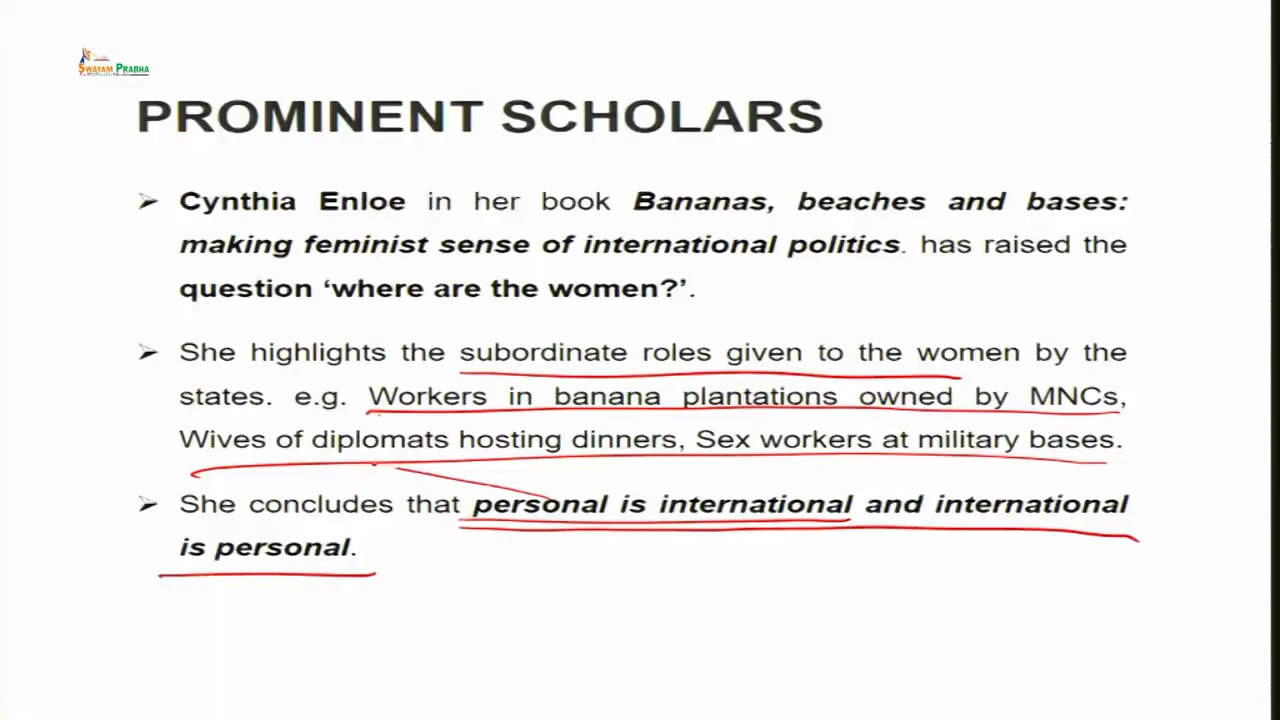 SWAYAM PRABHA
PROMINENT SCHOLARS
➢ Cynthia Enloe in her book Bananas, beaches and bases:
making feminist sense of international politics. has raised the
question ‘where are the women?’.
➢ She highlights the subordinate roles given to the women by the
states. e.g. Workers in banana plantations owned by MNCs,
Wives of diplomats hosting dinners, Sex workers at military bases.
➢ She concludes that personal is international and international
is personal.